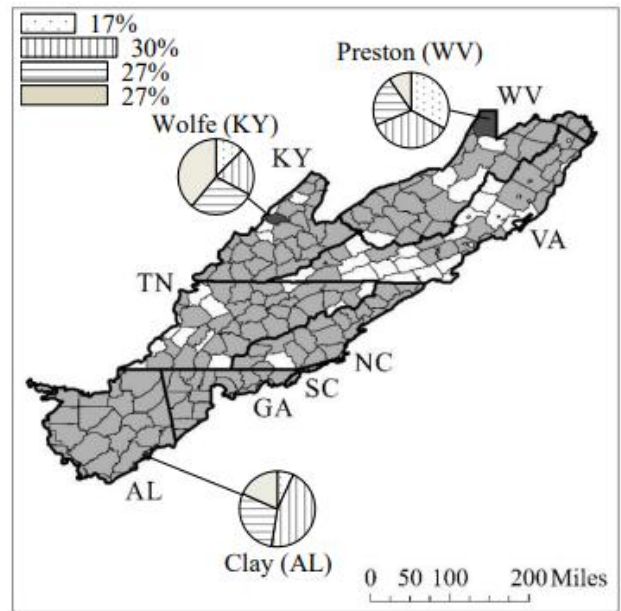 17%
30%
27%
27%
Preston (WV)
WV
Wolfe (KY)
KY
VA
TN
NC
SC
GA
AL
Clay (AL)
0 50 100 200 Miles